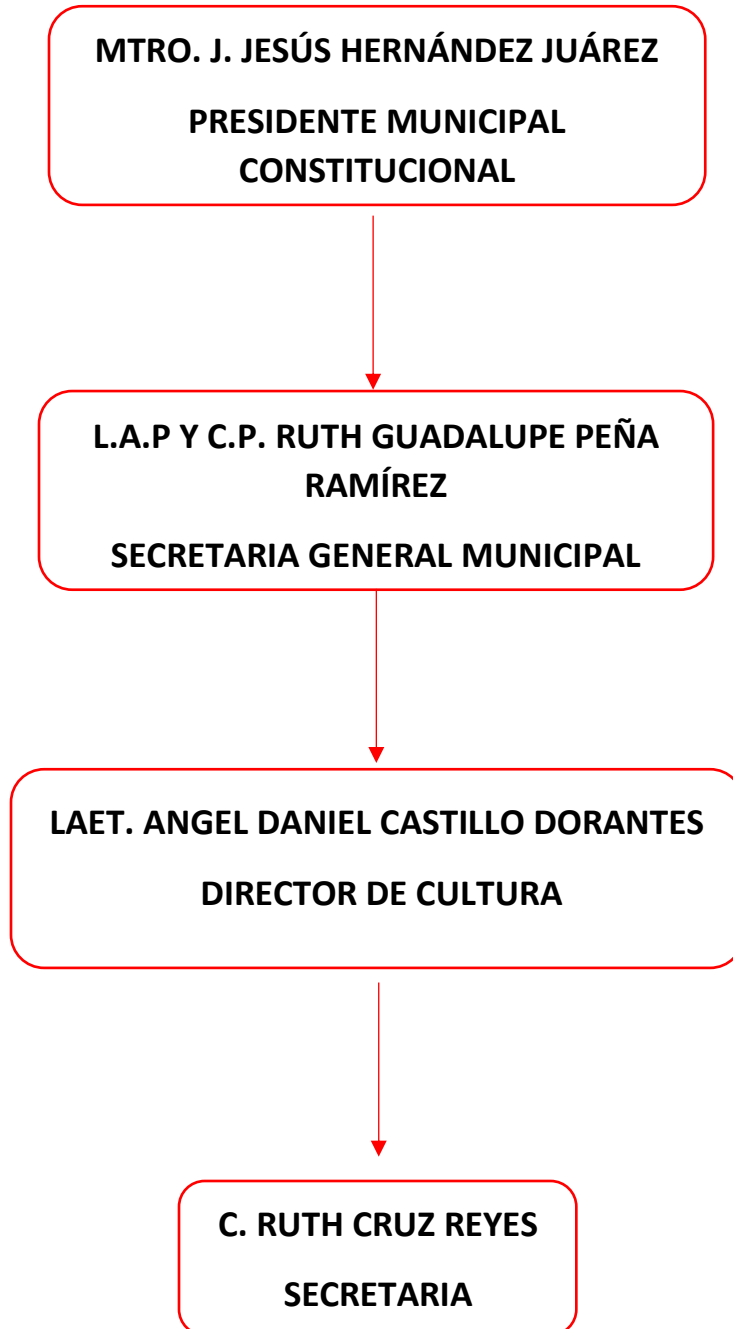 MTRO. J. JESÚS HERNÁNDEZ JUÁREZ
PRESIDENTE MUNICIPAL
CONSTITUCIONAL
L.A.P Y C.P. RUTH GUADALUPE PEÑA
RAMÍREZ
SECRETARIA GENERAL MUNICIPAL
LAET. ANGEL DANIEL CASTILLO DORANTES
DIRECTOR DE CULTURA
C. RUTH CRUZ REYES
SECRETARIA